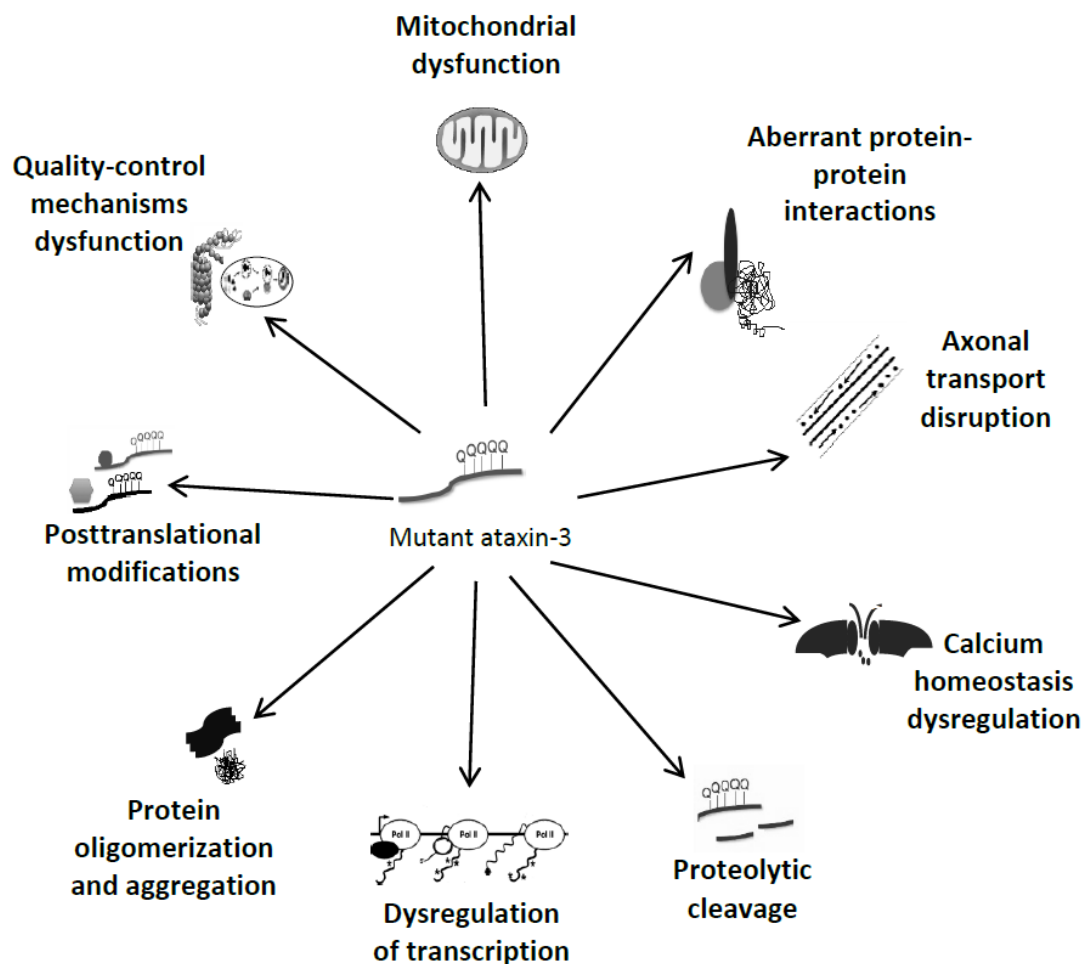 Mitochondrial
dysfunction
Aberrant protein-
protein
interactions
Quality-control
mechanisms
dysfunction
Axonal
transport
disruption
QQQQQ
QQQQQ
QQQQQ
Mutant ataxin-3
Posttranslational
modifications
Calcium
homeostasis
dysregulation
QQQQQ
Protein
oligomerization
and aggregation
Pol II
Pol II
Pol II
Proteolytic
cleavage
Dysregulation
of transcription